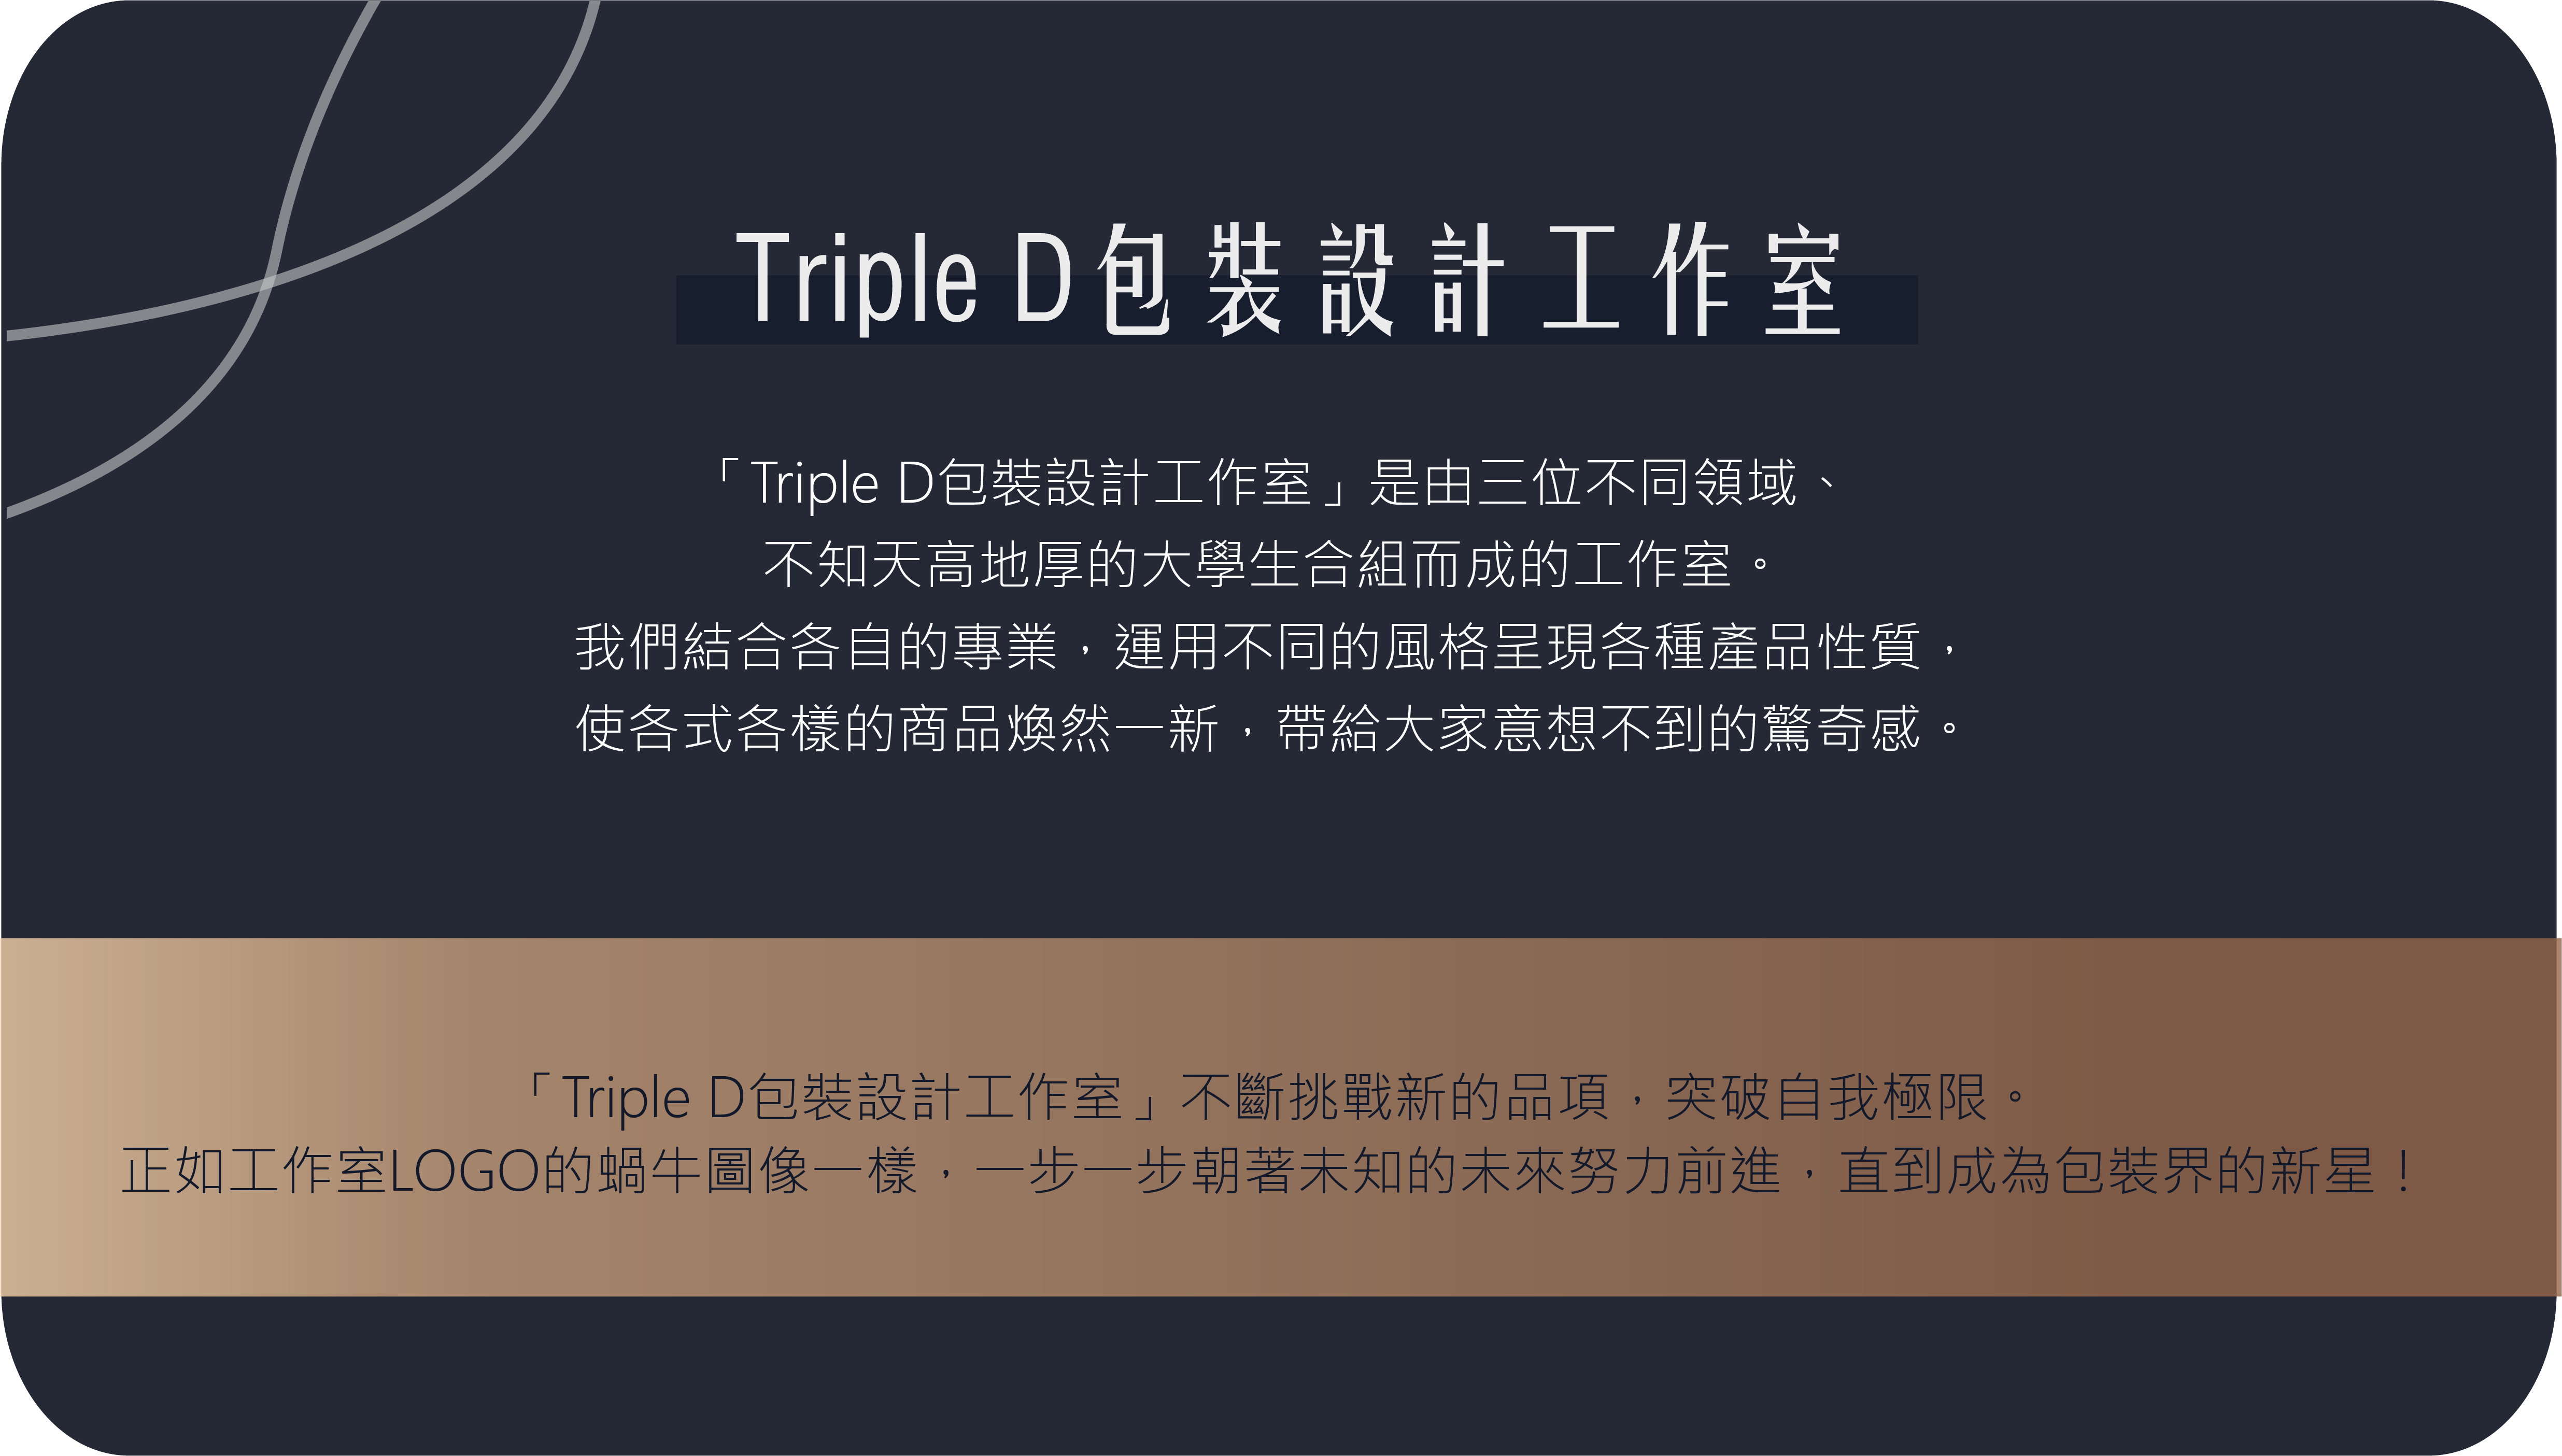 Triple D包裝設計工作室
「Triple D包裝設計工作室」是由三位不同領域、
不知天高地厚的大學生合組而成的工作室。
我們結合各自的專業，運用不同的風格呈現各種產品性質，
使各式各樣的商品煥然一新，帶給大家意想不到的驚奇感。
「Triple D包裝設計工作室」不斷挑戰新的品項，突破自我極限。
正如工作室LOGO的蝸牛圖像一樣，一步一步朝著未知的未來努力前進，直到成為包裝界的新星！